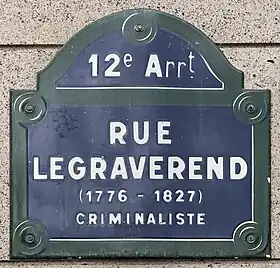 12e Arrt
RUE
LEGRAVEREND
(1776 - 1827)
CRIMINALISTE